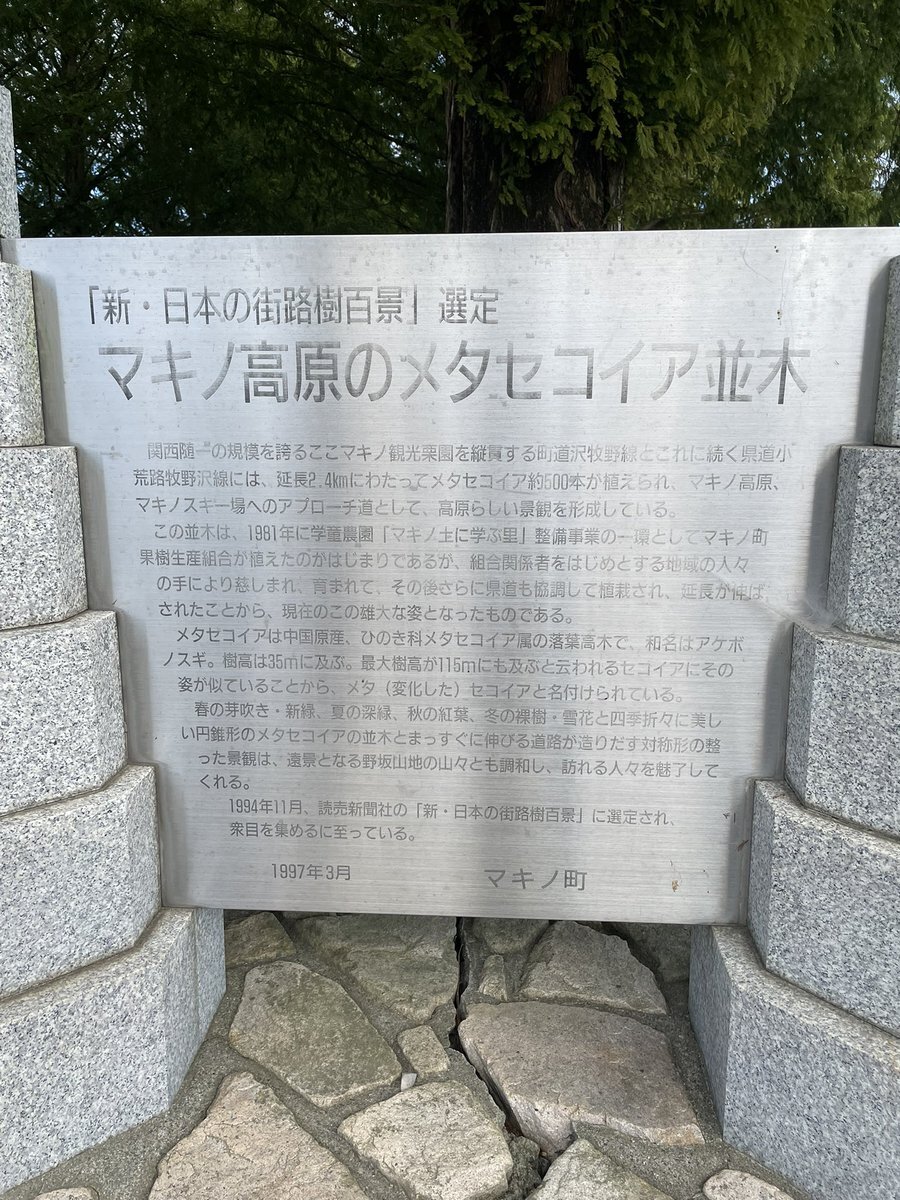 「新・日本の街路樹百景」選定
マキノ高原のメタセコイア並木
関西随一の規模を誇るここマキノ観光栗園を縦貫する町道沢牧野線とこれに続く県道小
荒路牧野沢線には、延長2.4kmにわたってメタセコイア約500本が植えられ、マキノ高原、
マキノスキー場へのアプローチ道として、高原らしい景観を形成している。
この並木は、1981年に学童農園「マキノ土に学ぶ里」整備事業の一環としてマキノ町
果樹生産組合が植えたのがはじまりであるが、組合関係者をはじめとする地域の人々
の手により慈しまれ、育まれて、その後さらに県道も協調して植栽され、延長が伸ば
されたことから、現在のこの雄大な姿となったものである。
メタセコイアは中国原産、ひのき科メタセコイア属の落葉高木で、和名はアケボ
ノスギ。樹高は35mに及ぶ。最大樹高が115mにも及ぶと云われるセコイアにその
姿が似ていることから、メタ（変化した）セコイアと名付けられている。
春の芽吹き・新緑、夏の深緑、秋の紅葉、冬の裸樹・雪花と四季折々に美し
い円錐形のメタセコイアの並木とまっすぐに伸びる道路が造りだす対称形の整
った景観は、遠景となる野坂山地の山々とも調和し、訪れる人々を魅了して
くれる。
1994年11月、読売新聞社の「新・日本の街路樹百景」に選定され、
衆目を集めるに至っている。
1997年3月 マキノ町